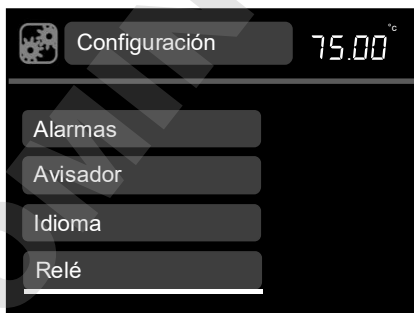 Configuración
75.00°c
Alarmas
Avisador
Idioma
Relé